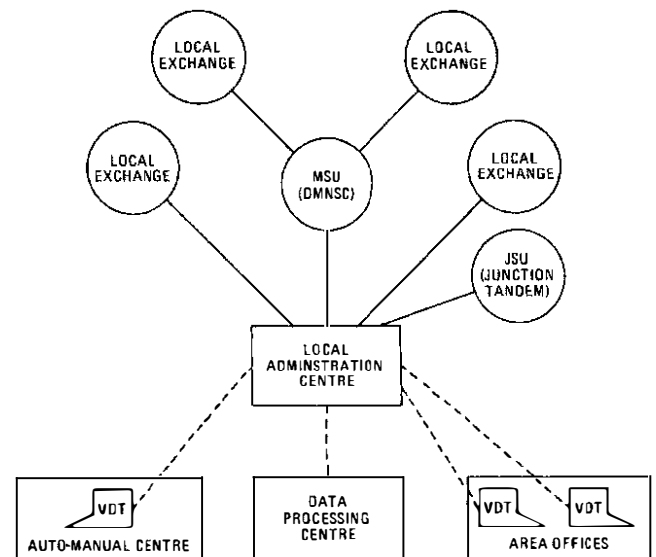 LOCAL
EXCHANGE
LOCAL
EXCHANGE
LOCAL
EXCHANGE
MSU
(DMNSC)
LOCAL
EXCHANGE
JSU
(JUNCTION
TANDEM)
LOCAL
ADMINSTRATION
CENTRE
VDT
AUTO-MANUAL CENTRE
DATA
PROCESSING
CENTRE
VDT
VDT
AREA OFFICES